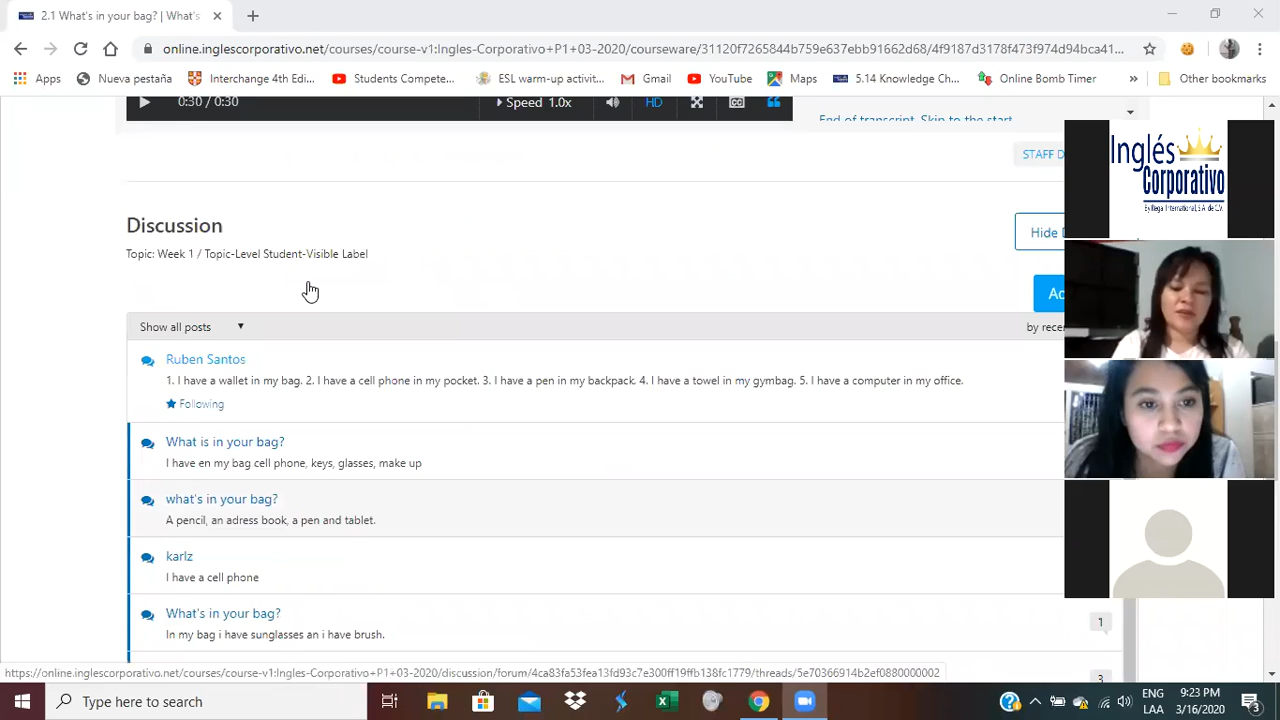 2.1 What's in your bag? | What's
online.inglescorporativo.net/courses/course-v1:Ingles-Corporativo+P1+03-2020/courseware/31120f7265844b759e637ebb91662d68/4f9187d3178f473f974d94bca41...
Apps Nueva pestaña Interchange 4th Edi... Students Compete... ESL warm-up activit... Gmail YouTube Maps 5.14 Knowledge Ch... Online Bomb Timer » Other bookmarks
0:30 / 0:30 Speed 1.0x HD
End of transcript. Skip to the start.
STAFF D
Inglés
Corporativo
Discussion
Hide D
Topic: Week 1 / Topic-Level Student-Visible Label
Show all posts
by rece
Ruben Santos
1. I have a wallet in my bag. 2. I have a cell phone in my pocket. 3. I have a pen in my backpack. 4. I have a towel in my gymbag. 5. I have a computer in my office.
Following
What is in your bag?
I have en my bag cell phone, keys, glasses, make up
what's in your bag?
A pencil, an adress book, a pen and tablet.
karlz
I have a cell phone
What's in your bag?
1
In my bag i have sunglasses an i have brush.
3
https://online.inglescorporativo.net/courses/course-v1:Ingles-Corporativo+P1+03-2020/discussion/forum/4ca83fa53fea13fd93c7e300ff19ffb138fc1779/threads/5e70366914b2ef0880000002
Type here to search
ENG
LAA
9:23 PM
3/16/2020
3